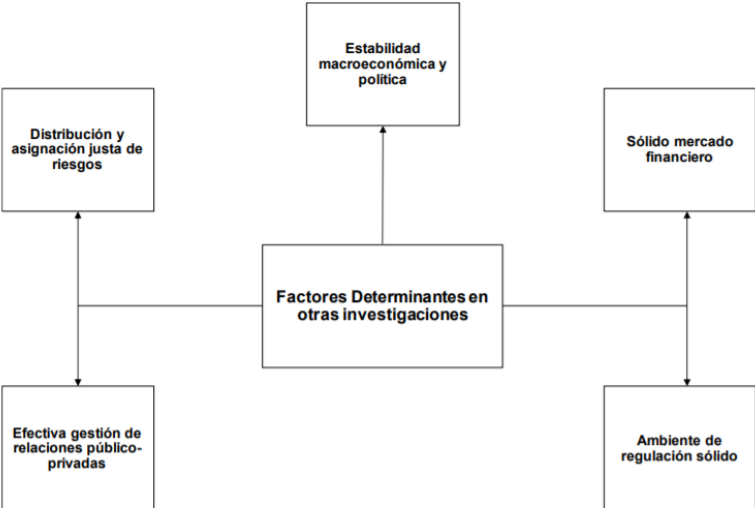 Estabilidad
macroeconómica y
política
Distribución y
asignación justa de
riesgos
Sólido mercado
financiero
Factores Determinantes en
otras investigaciones
Efectiva gestión de
relaciones público-
privadas
Ambiente de
regulación sólido